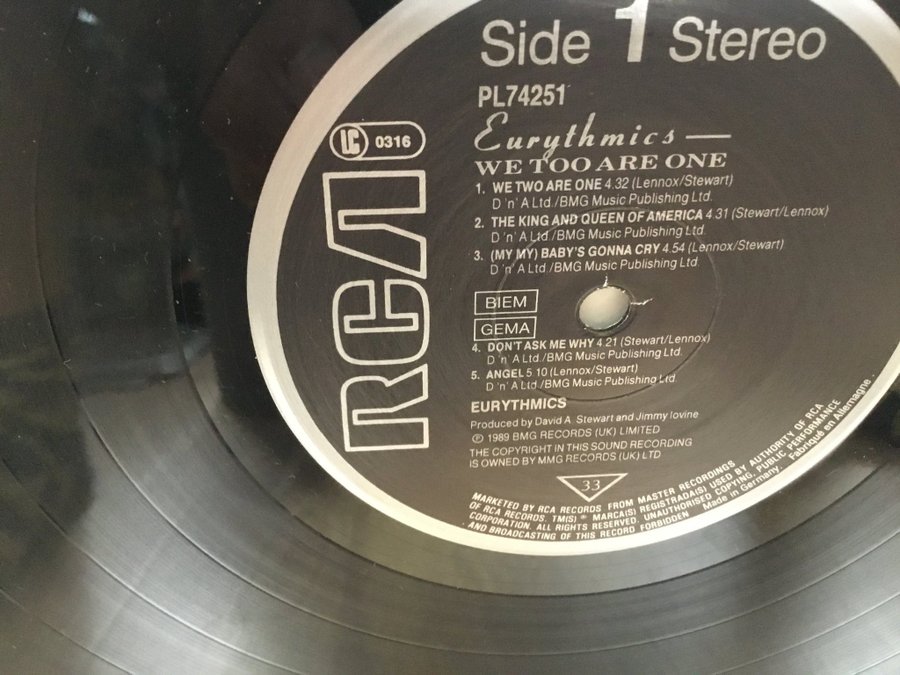 Side 1 Stereo
PL74251
Eurythmics —
WE TOO ARE ONE
1. WE TWO ARE ONE 4.32 (Lennox/Stewart)
D 'n' A Ltd./BMG Music Publishing Ltd.
2. THE KING AND QUEEN OF AMERICA 4.31 (Stewart/Lennox)
D 'n' A Ltd./BMG Music Publishing Ltd.
3. (MY MY) BABY'S GONNA CRY 4.54 (Lennox/Stewart)
D 'n' A Ltd./BMG Music Publishing Ltd.
LC 0316
RCA
BIEM
GEMA
4. DON'T ASK ME WHY 4.21 (Stewart/Lennox)
D 'n' A Ltd./BMG Music Publishing Ltd.
5. ANGEL 5.10 (Lennox/Stewart)
D 'n' A Ltd./BMG Music Publishing Ltd.
EURYTHMICS
Produced by David A. Stewart and Jimmy Iovine
℗ 1989 BMG RECORDS (UK) LIMITED
THE COPYRIGHT IN THIS SOUND RECORDING
IS OWNED BY MMG RECORDS (UK) LTD
33
MARKETED BY RCA RECORDS FROM MASTER RECORDINGS
OF RCA RECORDS. TM(S) ® MARCA(S) REGISTRADA(S) USED BY AUTHORITY OF RCA
CORPORATION. ALL RIGHTS RESERVED. UNAUTHORISED COPYING, PUBLIC PERFORMANCE
AND BROADCASTING OF THIS RECORD FORBIDDEN Made in Germany. Fabriqué en Allemagne.